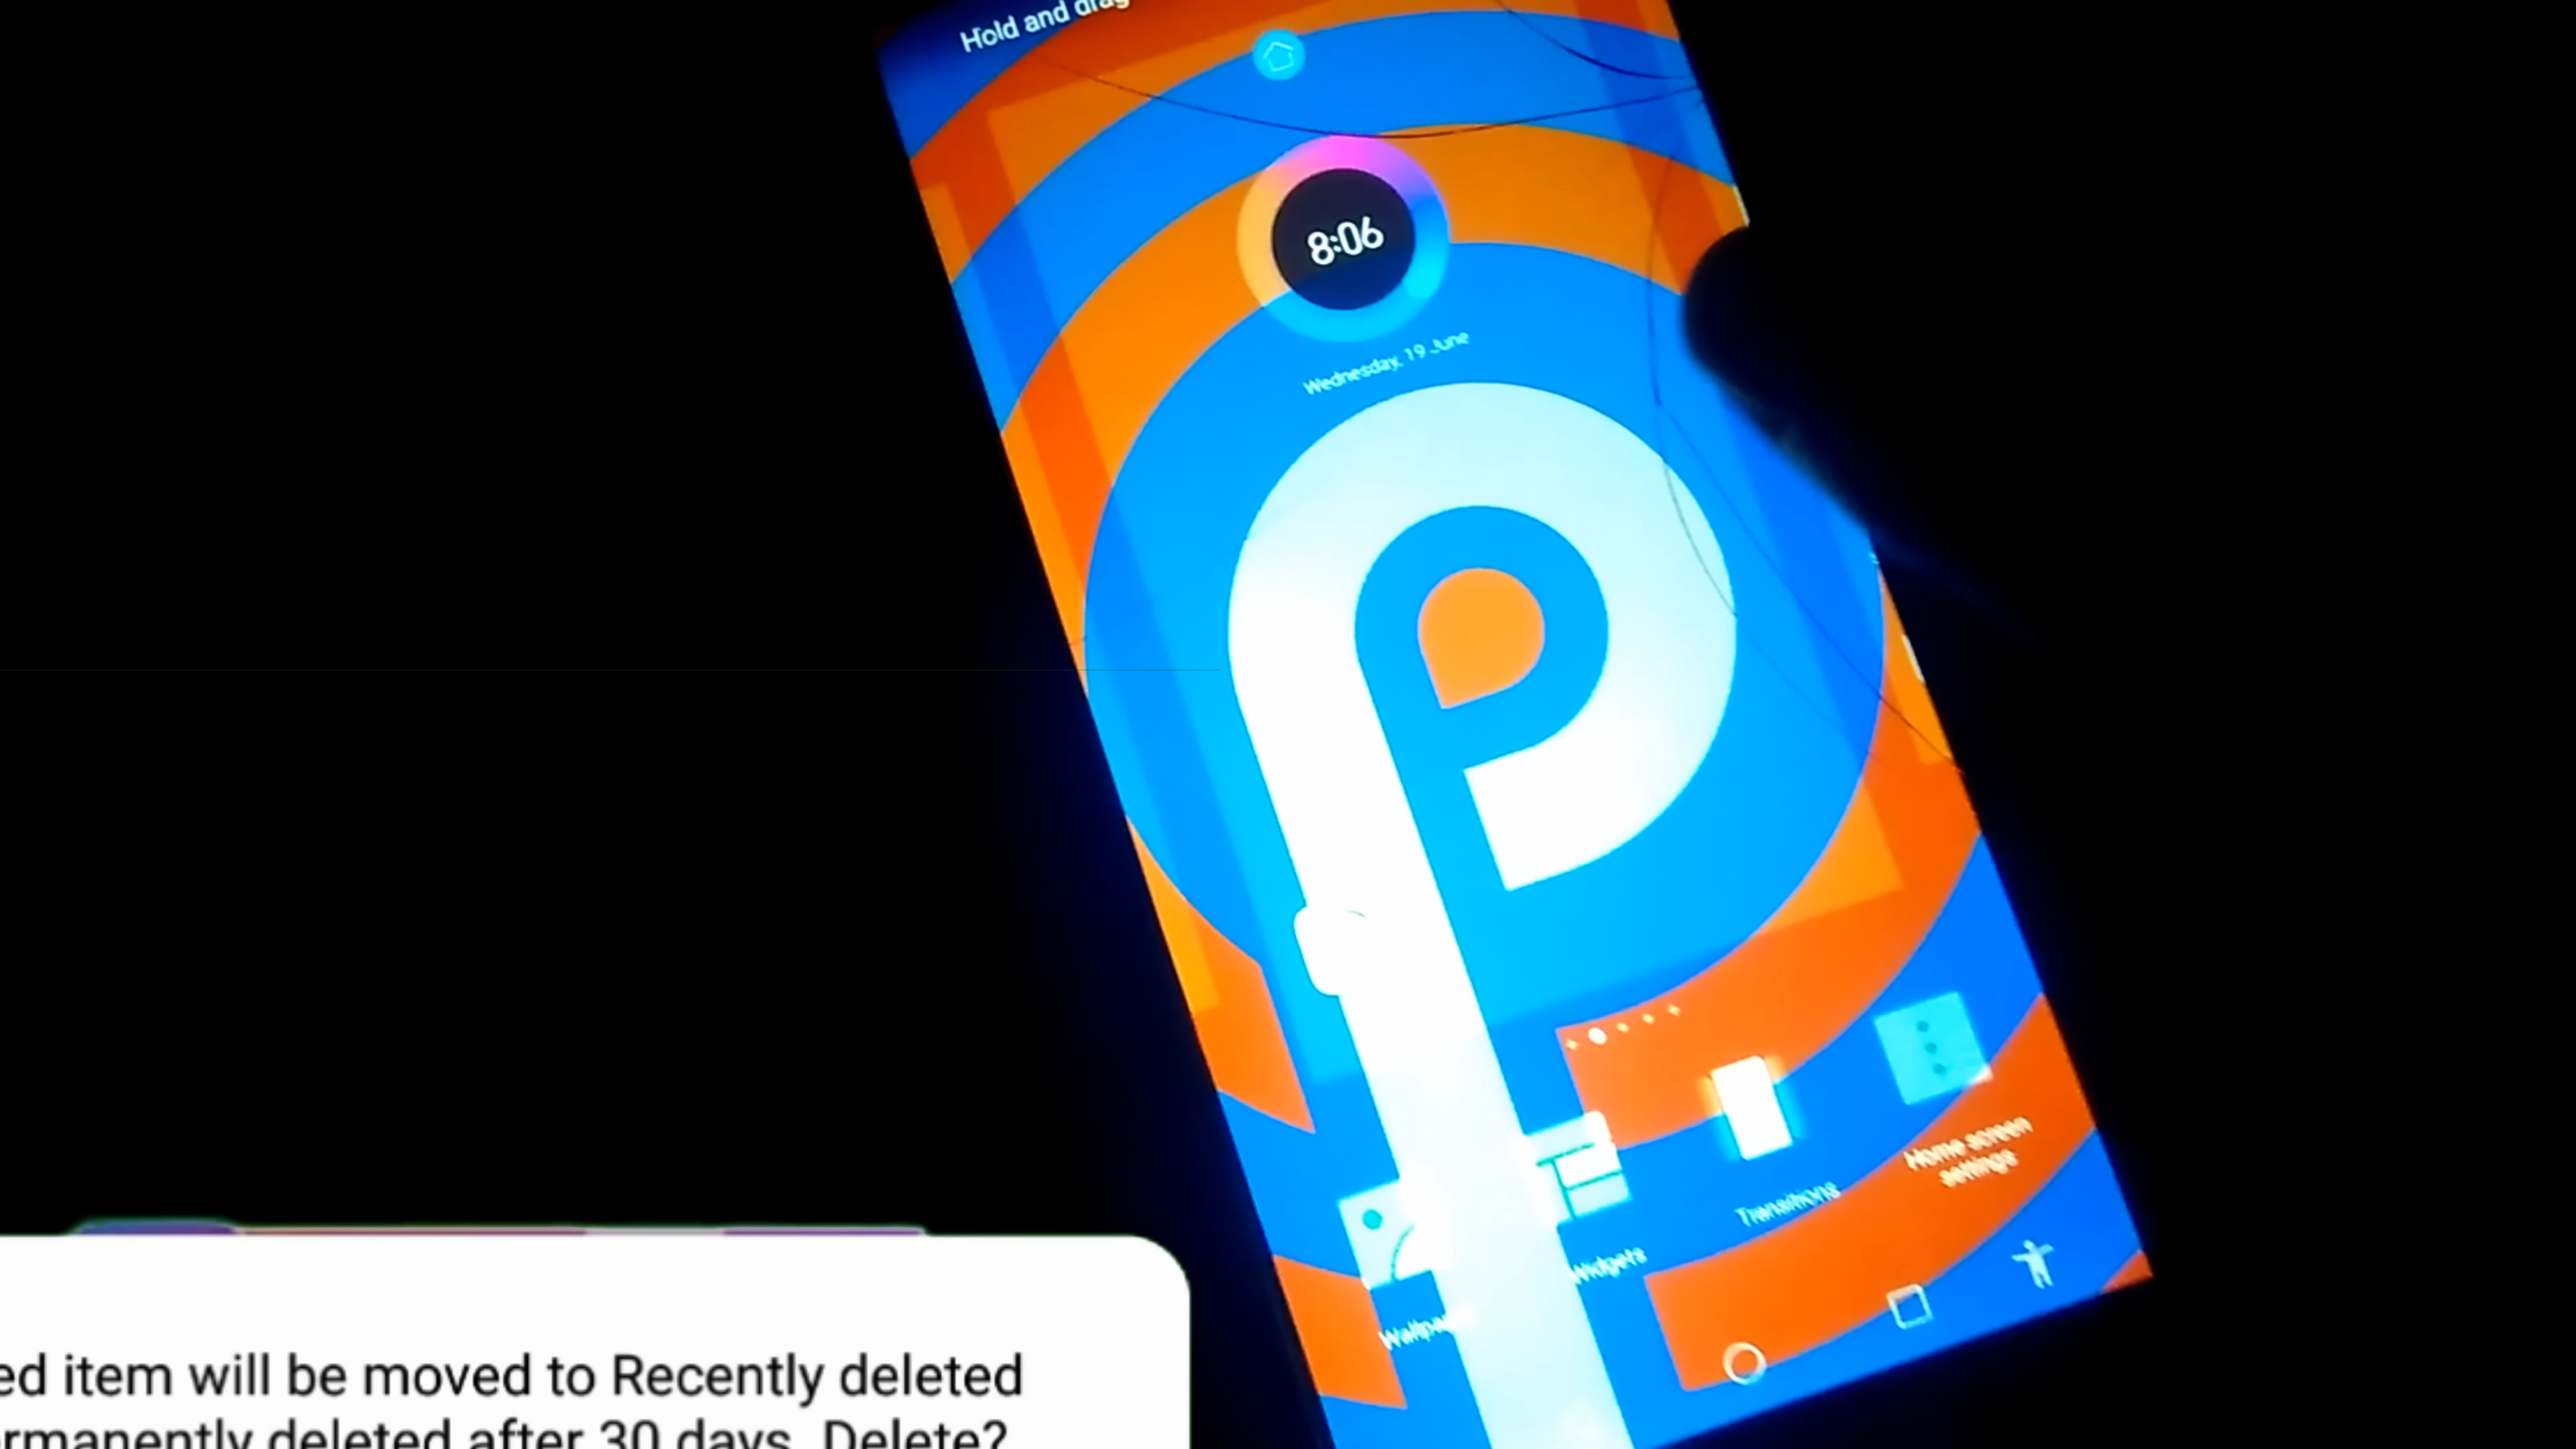 Hold and drag
8:06
Wednesday, 19 June
Home screen
settings
Transitions
Widgets
ed item will be moved to Recently deleted
rmanently deleted after 30 days. Delete?